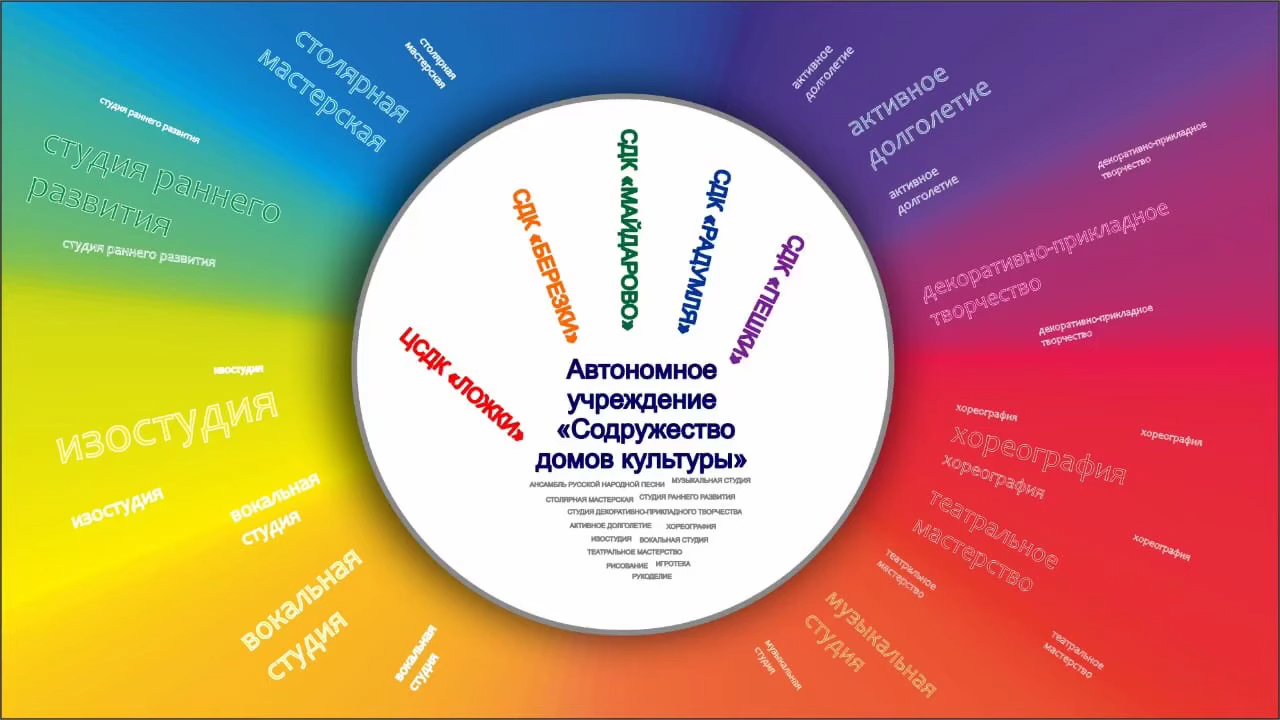 столярная
мастерская
столярная
мастерская
студия раннего развития
студия раннего
развития
студия раннего развития
изостудия
изостудия
изостудия
вокальная
студия
вокальная
студия
вокальная
студия
активное
долголетие
активное
долголетие
активное
долголетие
декоративно-прикладное
творчество
декоративно-прикладное
творчество
декоративно-прикладное
творчество
хореография
хореография
хореография
хореография
хореография
театральное
мастерство
театральное
мастерство
театральное
мастерство
музыкальная
студия
музыкальная
студия
ЦСДК «ЛОЖКИ»
СДК «БЕРЕЗКИ»
СДК «МАЙДАРОВО»
СДК «РАДУМЛЯ»
СДК «ПЕШКИ»
Автономное
учреждение
«Содружество
домов культуры»
АНСАМБЛЬ РУССКОЙ НАРОДНОЙ ПЕСНИ МУЗЫКАЛЬНАЯ СТУДИЯ
СТОЛЯРНАЯ МАСТЕРСКАЯ СТУДИЯ РАННЕГО РАЗВИТИЯ
СТУДИЯ ДЕКОРАТИВНО-ПРИКЛАДНОГО ТВОРЧЕСТВА
АКТИВНОЕ ДОЛГОЛЕТИЕ ХОРЕОГРАФИЯ
ИЗОСТУДИЯ ВОКАЛЬНАЯ СТУДИЯ
ТЕАТРАЛЬНОЕ МАСТЕРСТВО
РИСОВАНИЕ ИГРОТЕКА
РУКОДЕЛИЕ